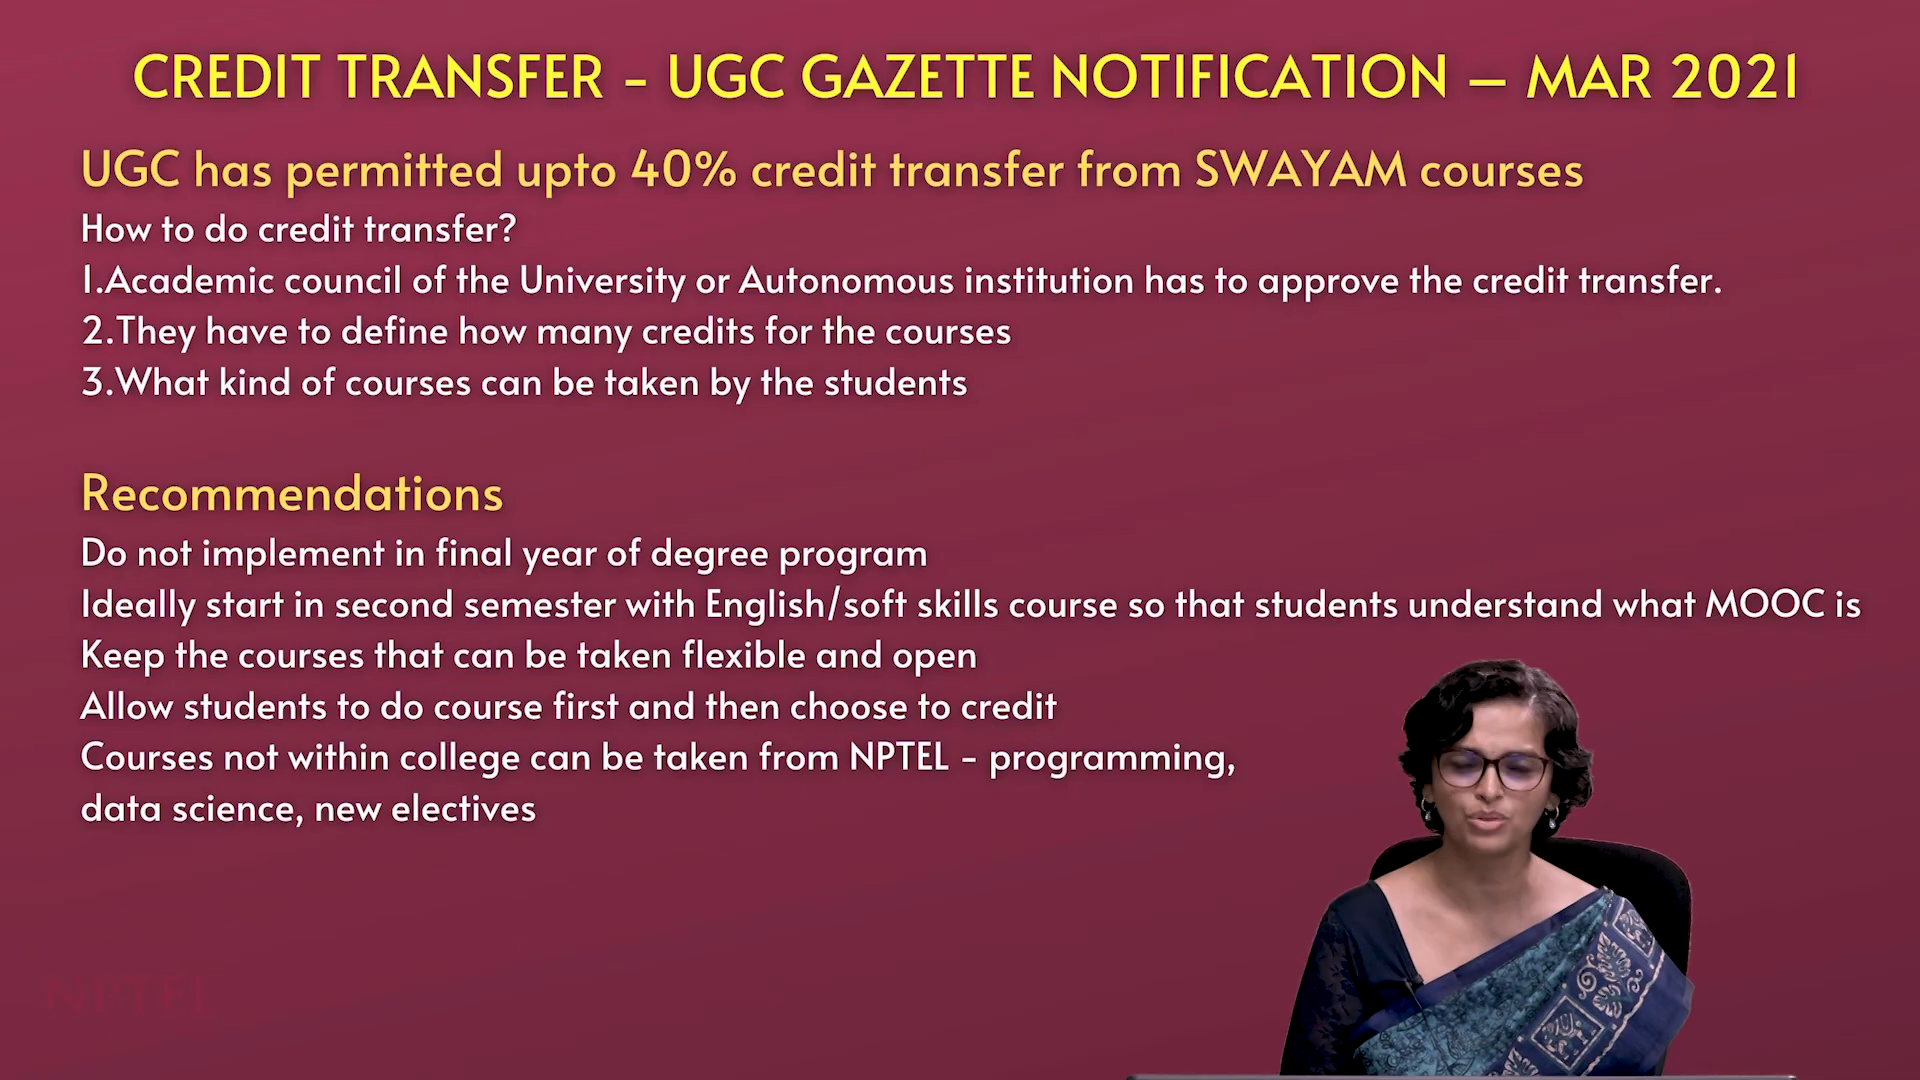 CREDIT TRANSFER - UGC GAZETTE NOTIFICATION – MAR 2021
UGC has permitted upto 40% credit transfer from SWAYAM courses
How to do credit transfer?
1.Academic council of the University or Autonomous institution has to approve the credit transfer.
2.They have to define how many credits for the courses
3.What kind of courses can be taken by the students
Recommendations
Do not implement in final year of degree program
Ideally start in second semester with English/soft skills course so that students understand what MOOC is
Keep the courses that can be taken flexible and open
Allow students to do course first and then choose to credit
Courses not within college can be taken from NPTEL - programming,
data science, new electives
NPTEL